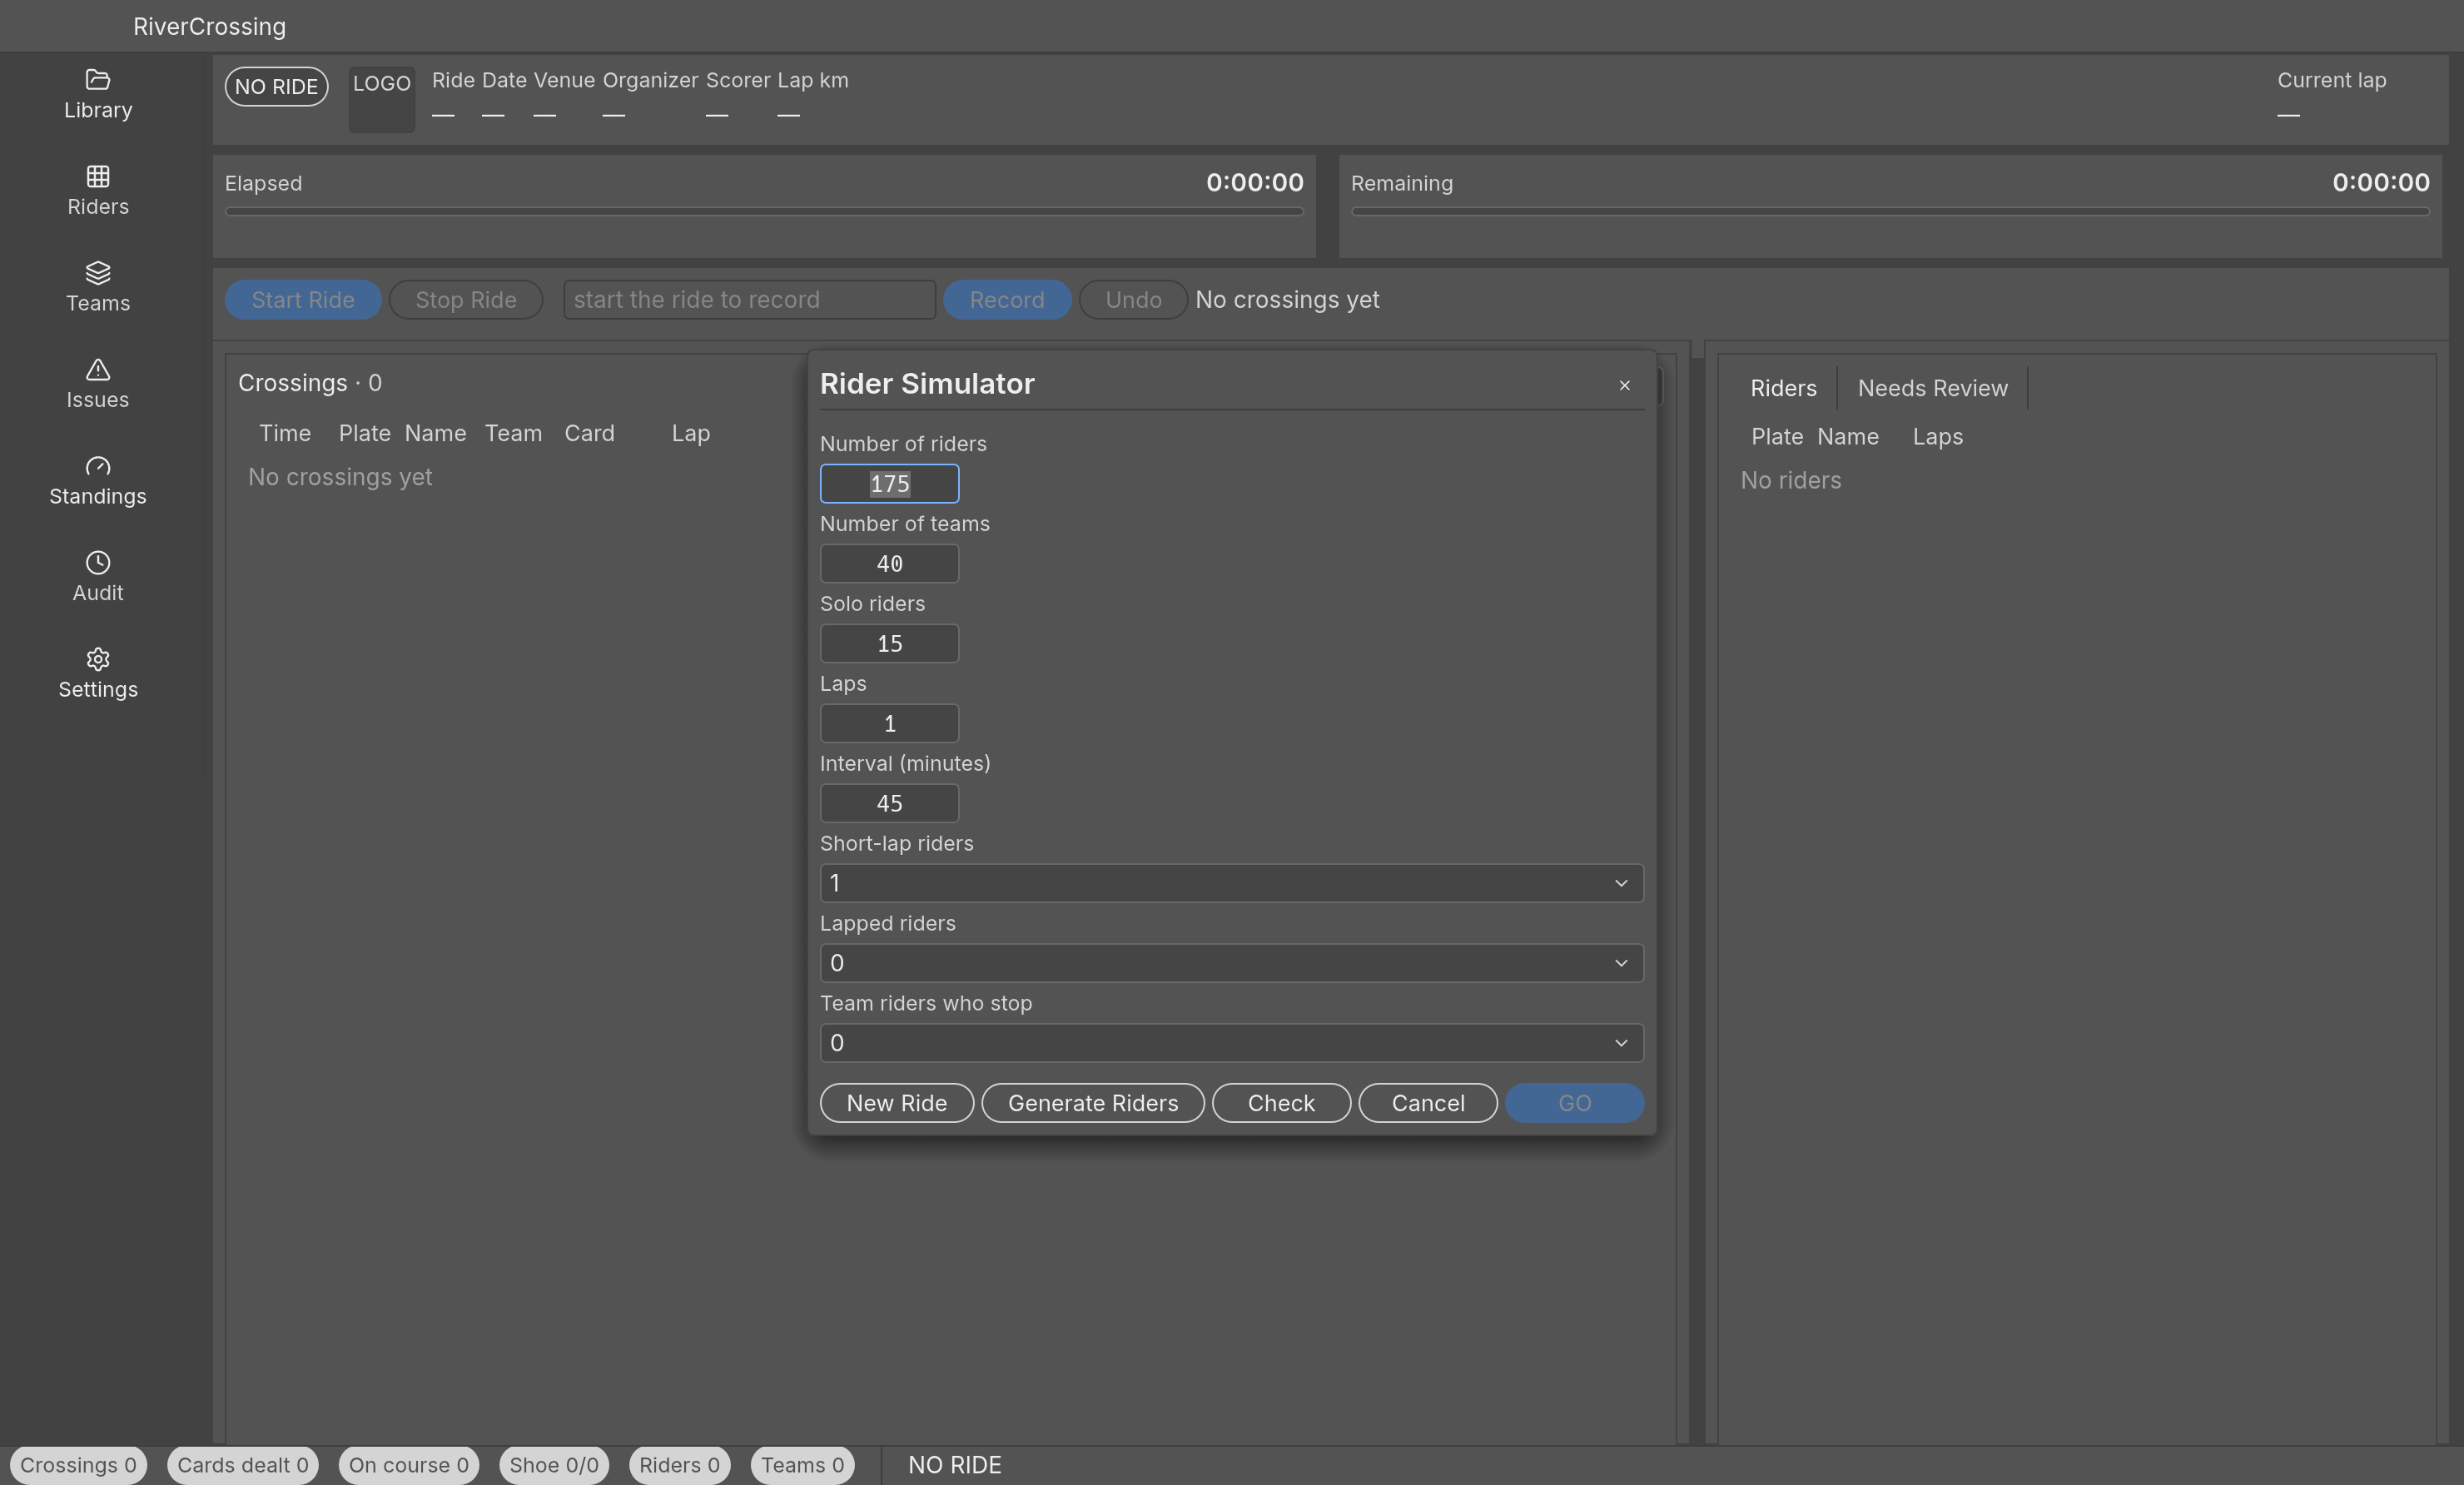 RiverCrossing
Library
Riders
Teams
Issues
Standings
Audit
Settings
NO RIDE
LOGO
Ride Date Venue Organizer Scorer Lap km
— — — — — —
Current lap
—
Elapsed 0:00:00
Remaining 0:00:00
Start Ride Stop Ride start the ride to record Record Undo No crossings yet
Crossings · 0
Time Plate Name Team Card Lap
No crossings yet
Rider Simulator ×
Number of riders
175
Number of teams
40
Solo riders
15
Laps
1
Interval (minutes)
45
Short-lap riders
1
Lapped riders
0
Team riders who stop
0
New Ride Generate Riders Check Cancel GO
Riders Needs Review
Plate Name Laps
No riders
Crossings 0 Cards dealt 0 On course 0 Shoe 0/0 Riders 0 Teams 0 NO RIDE